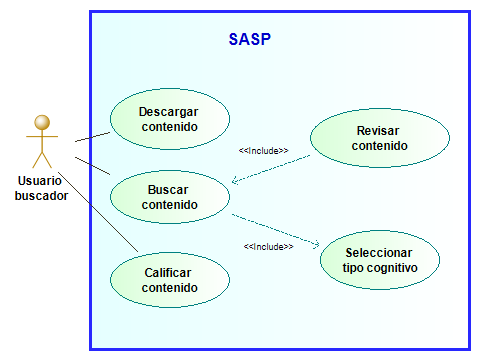 SASP
Descargar
contenido
Revisar
contenido
<<Include>>
Usuario
buscador
Buscar
contenido
<<Include>>
Seleccionar
tipo cognitivo
Calificar
contenido